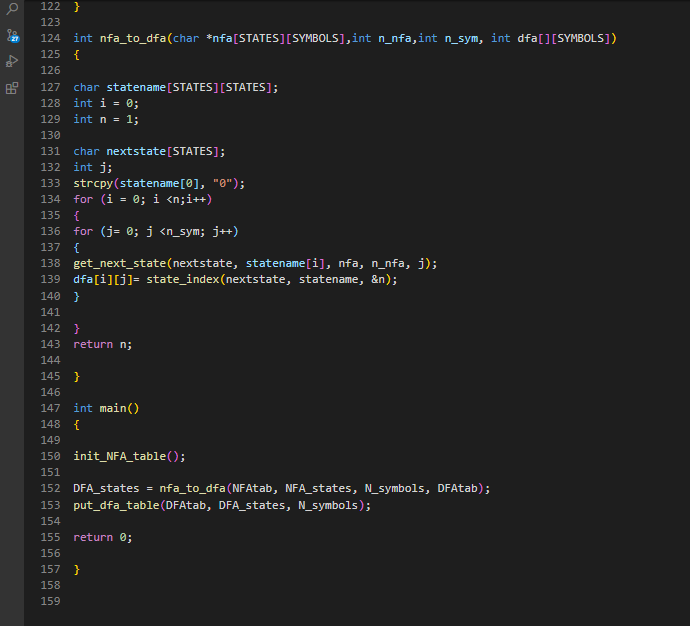 122 }
123
124 int nfa_to_dfa(char *nfa[STATES][SYMBOLS],int n_nfa,int n_sym, int dfa[][SYMBOLS])
125 {
126
127 char statename[STATES][STATES];
128 int i = 0;
129 int n = 1;
130
131 char nextstate[STATES];
132 int j;
133 strcpy(statename[0], "0");
134 for (i = 0; i <n;i++)
135 {
136 for (j= 0; j <n_sym; j++)
137 {
138 get_next_state(nextstate, statename[i], nfa, n_nfa, j);
139 dfa[i][j]= state_index(nextstate, statename, &n);
140 }
141
142 }
143 return n;
144
145 }
146
147 int main()
148 {
149
150 init_NFA_table();
151
152 DFA_states = nfa_to_dfa(NFAtab, NFA_states, N_symbols, DFAtab);
153 put_dfa_table(DFAtab, DFA_states, N_symbols);
154
155 return 0;
156
157 }
158
159
27